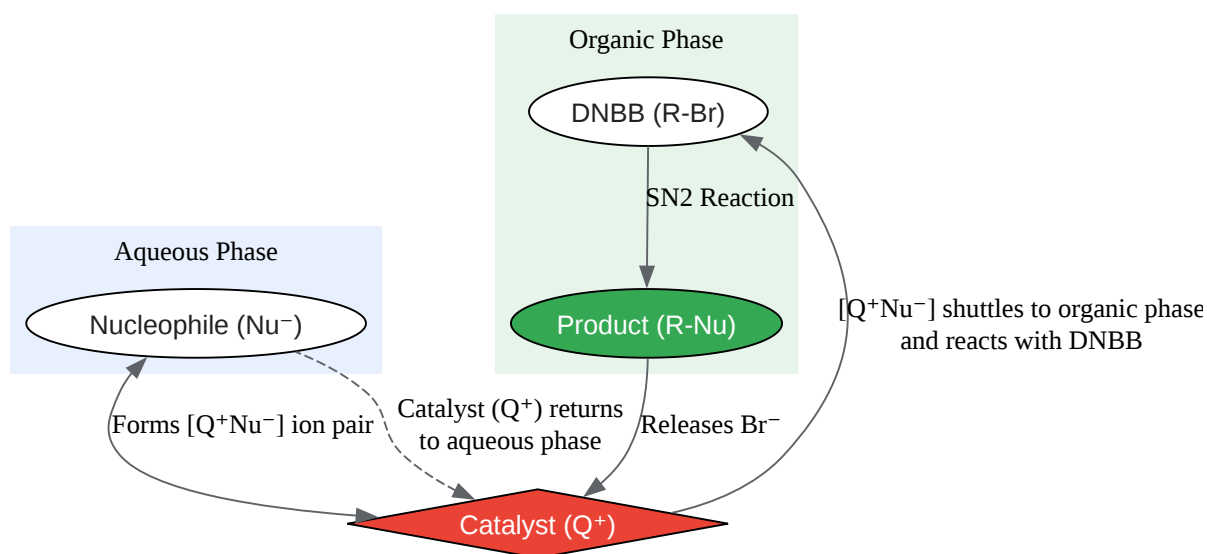 Organic Phase
DNBB (R-Br)
SN2 Reaction
Aqueous Phase
Nucleophile (Nu⁻)
Product (R-Nu)
[Q⁺Nu⁻] shuttles to organic phase
and reacts with DNBB
Forms [Q⁺Nu⁻] ion pair
Catalyst (Q⁺) returns
to aqueous phase
Releases Br⁻
Catalyst (Q⁺)